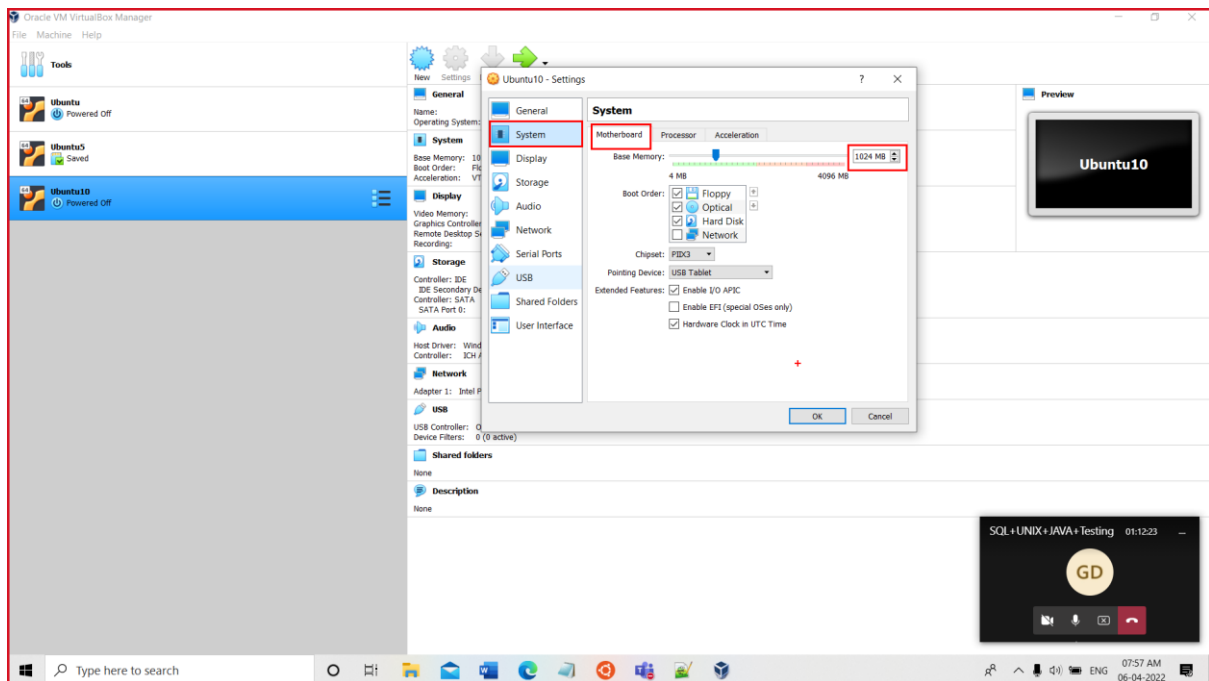 Oracle VM VirtualBox Manager
File Machine Help
Tools
Ubuntu
Powered Off
Ubuntu5
Saved
Ubuntu10
Powered Off
New Settings
General
Name:
Operating System:
System
Base Memory: 10
Boot Order: Flo
Acceleration: VT
Display
Video Memory:
Graphics Controller
Remote Desktop S
Recording:
Storage
Controller: IDE
IDE Secondary De
Controller: SATA
SATA Port 0:
Audio
Host Driver: Wind
Controller: ICH A
Network
Adapter 1: Intel P
USB
USB Controller: O
Device Filters: 0 (0 active)
Shared folders
None
Description
None
Ubuntu10 - Settings
General
System
Display
Storage
Audio
Network
Serial Ports
USB
Shared Folders
User Interface
System
Motherboard Processor Acceleration
Base Memory: 1024 MB
4 MB 4096 MB
Boot Order: Floppy
Optical
Hard Disk
Network
Chipset: PIIX3
Pointing Device: USB Tablet
Extended Features: Enable I/O APIC
Enable EFI (special OSes only)
Hardware Clock in UTC Time
OK Cancel
Preview
Ubuntu10
SQL+UNIX+JAVA+Testing 01:12:23
GD
Type here to search
ENG
07:57 AM
06-04-2022